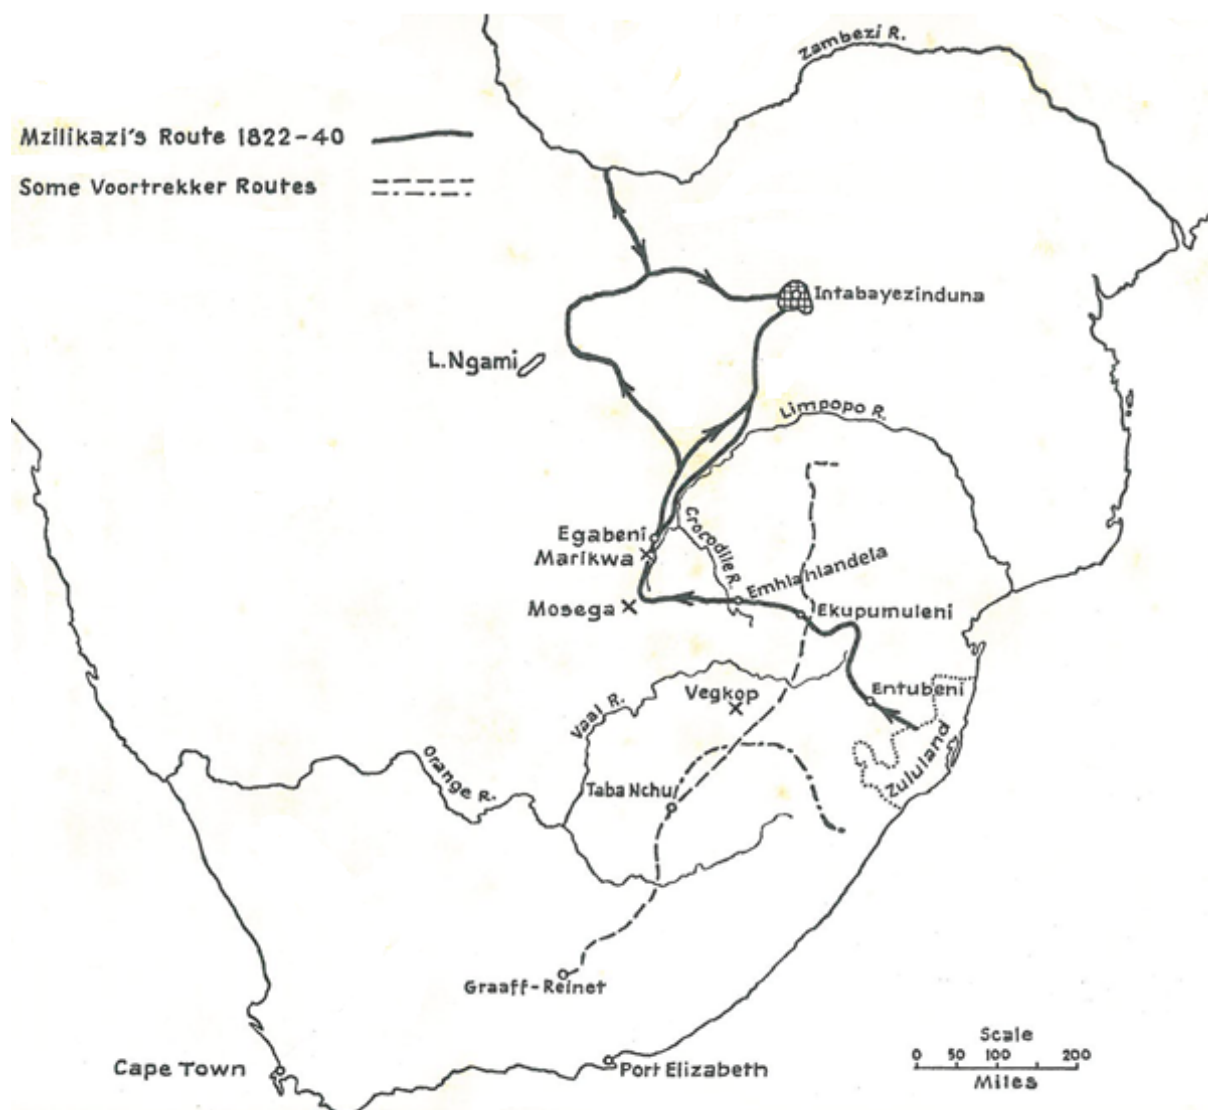 Zambezi R.
Mzilikazi's Route 1822-40
Some Voortrekker Routes
Intabayezinduna
L.Ngami
Limpopo R.
Crocodile R.
Egabeni
Marikwa
Emhlahlandela
Mosega
Ekupumuleni
Entubeni
Vegkop
Vaal R.
Zululand
Orange R.
Taba Nchu
Graaff-Reinet
Scale
0 50 100 200
Miles
Cape Town
Port Elizabeth